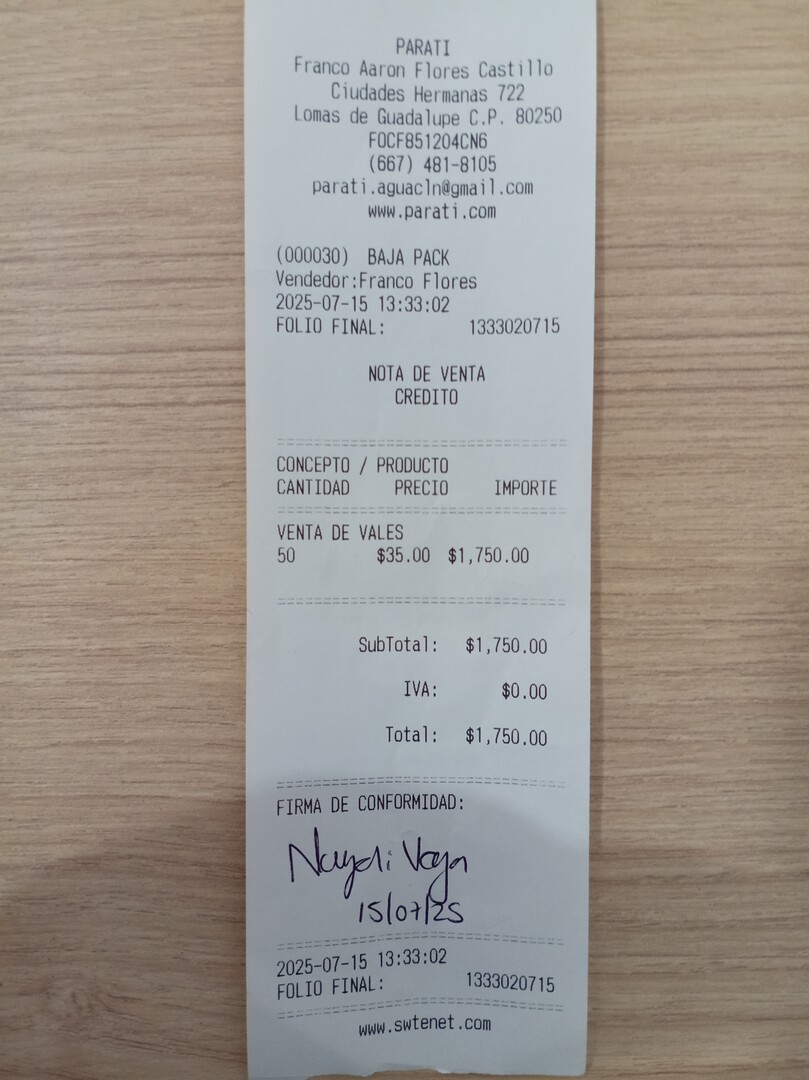 PARATI
Franco Aaron Flores Castillo
Ciudades Hermanas 722
Lomas de Guadalupe C.P. 80250
FOCF851204CN6
(667) 481-8105
parati.aguacln@gmail.com
www.parati.com
(000030) BAJA PACK
Vendedor:Franco Flores
2025-07-15 13:33:02
FOLIO FINAL: 1333020715
NOTA DE VENTA
CREDITO
CONCEPTO / PRODUCTO
CANTIDAD PRECIO IMPORTE
VENTA DE VALES
50 $35.00 $1,750.00
SubTotal: $1,750.00
IVA: $0.00
Total: $1,750.00
FIRMA DE CONFORMIDAD:
Naydi Vega
15/07/25
2025-07-15 13:33:02
FOLIO FINAL: 1333020715
www.swtenet.com